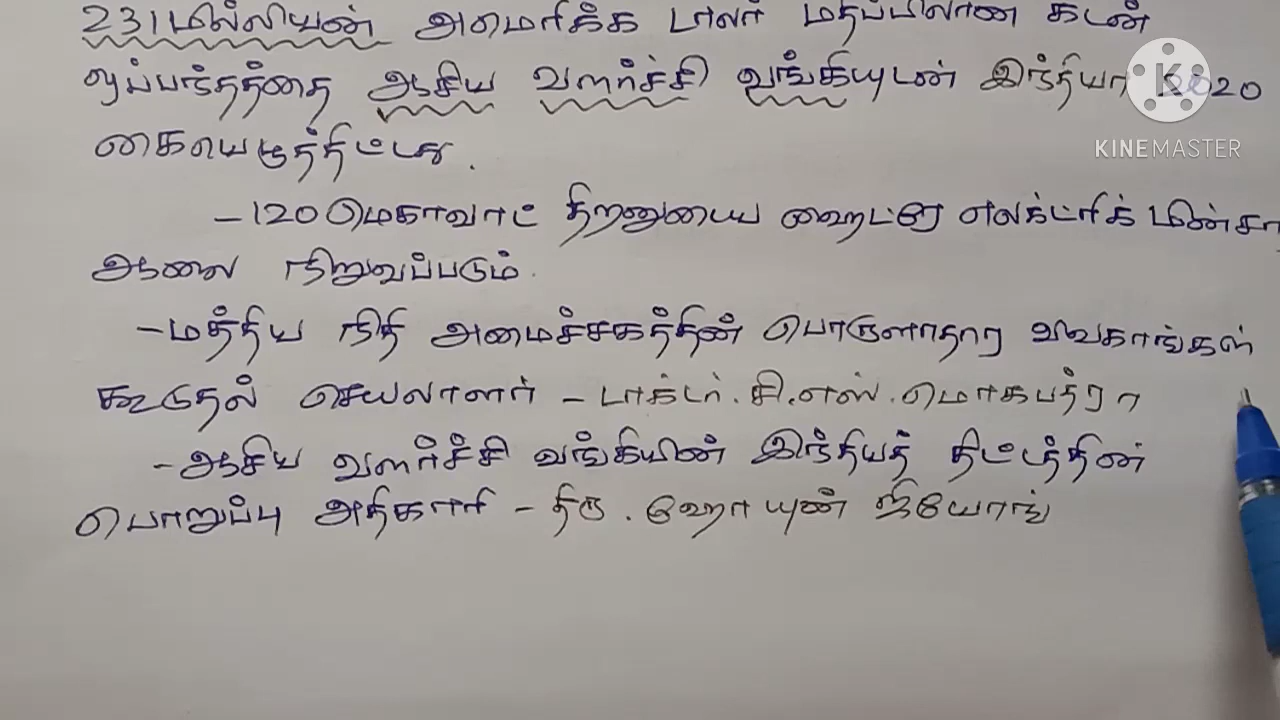 231 மில்லியன் அமெரிக்க டாலர் மதிப்பிலான கடன்
ஒப்பந்தத்தை ஆசிய வளர்ச்சி வங்கியுடன் இந்தியா 2020
கையெழுத்திட்டது.
KINEMASTER
-120 மெகாவாட் திறனுடைய ஹைட்ரோ எலக்ட்ரிக் மின்சா
ஆலை நிறுவப்படும்.
-மத்திய நிதி அமைச்சகத்தின் பொருளாதார விவகாரங்கள்
கூடுதல் செயலாளர் - டாக்டர். சி.எஸ். மொகபத்ரா
-ஆசிய வளர்ச்சி வங்கியின் இந்தியத் திட்டத்தின்
பொறுப்பு அதிகாரி - திரு. ஹோ யுன் ஜியோங்